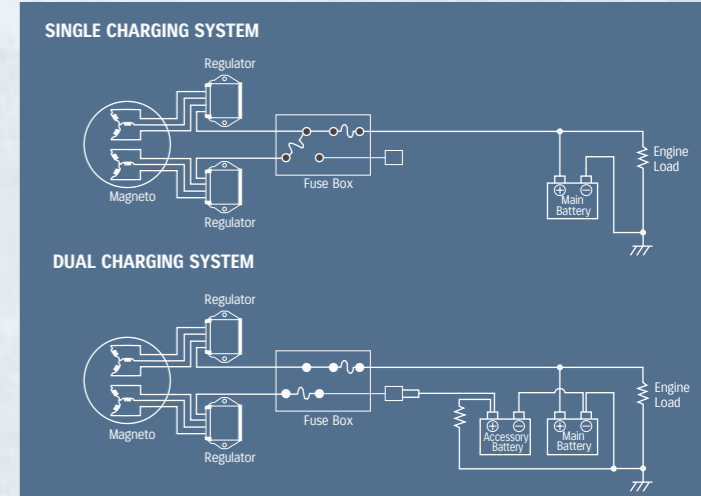 SINGLE CHARGING SYSTEM
Regulator
Engine
Load
Fuse Box
Main
Battery
Magneto
Regulator
DUAL CHARGING SYSTEM
Regulator
Engine
Load
Fuse Box
Accessory
Battery
Main
Battery
Magneto
Regulator